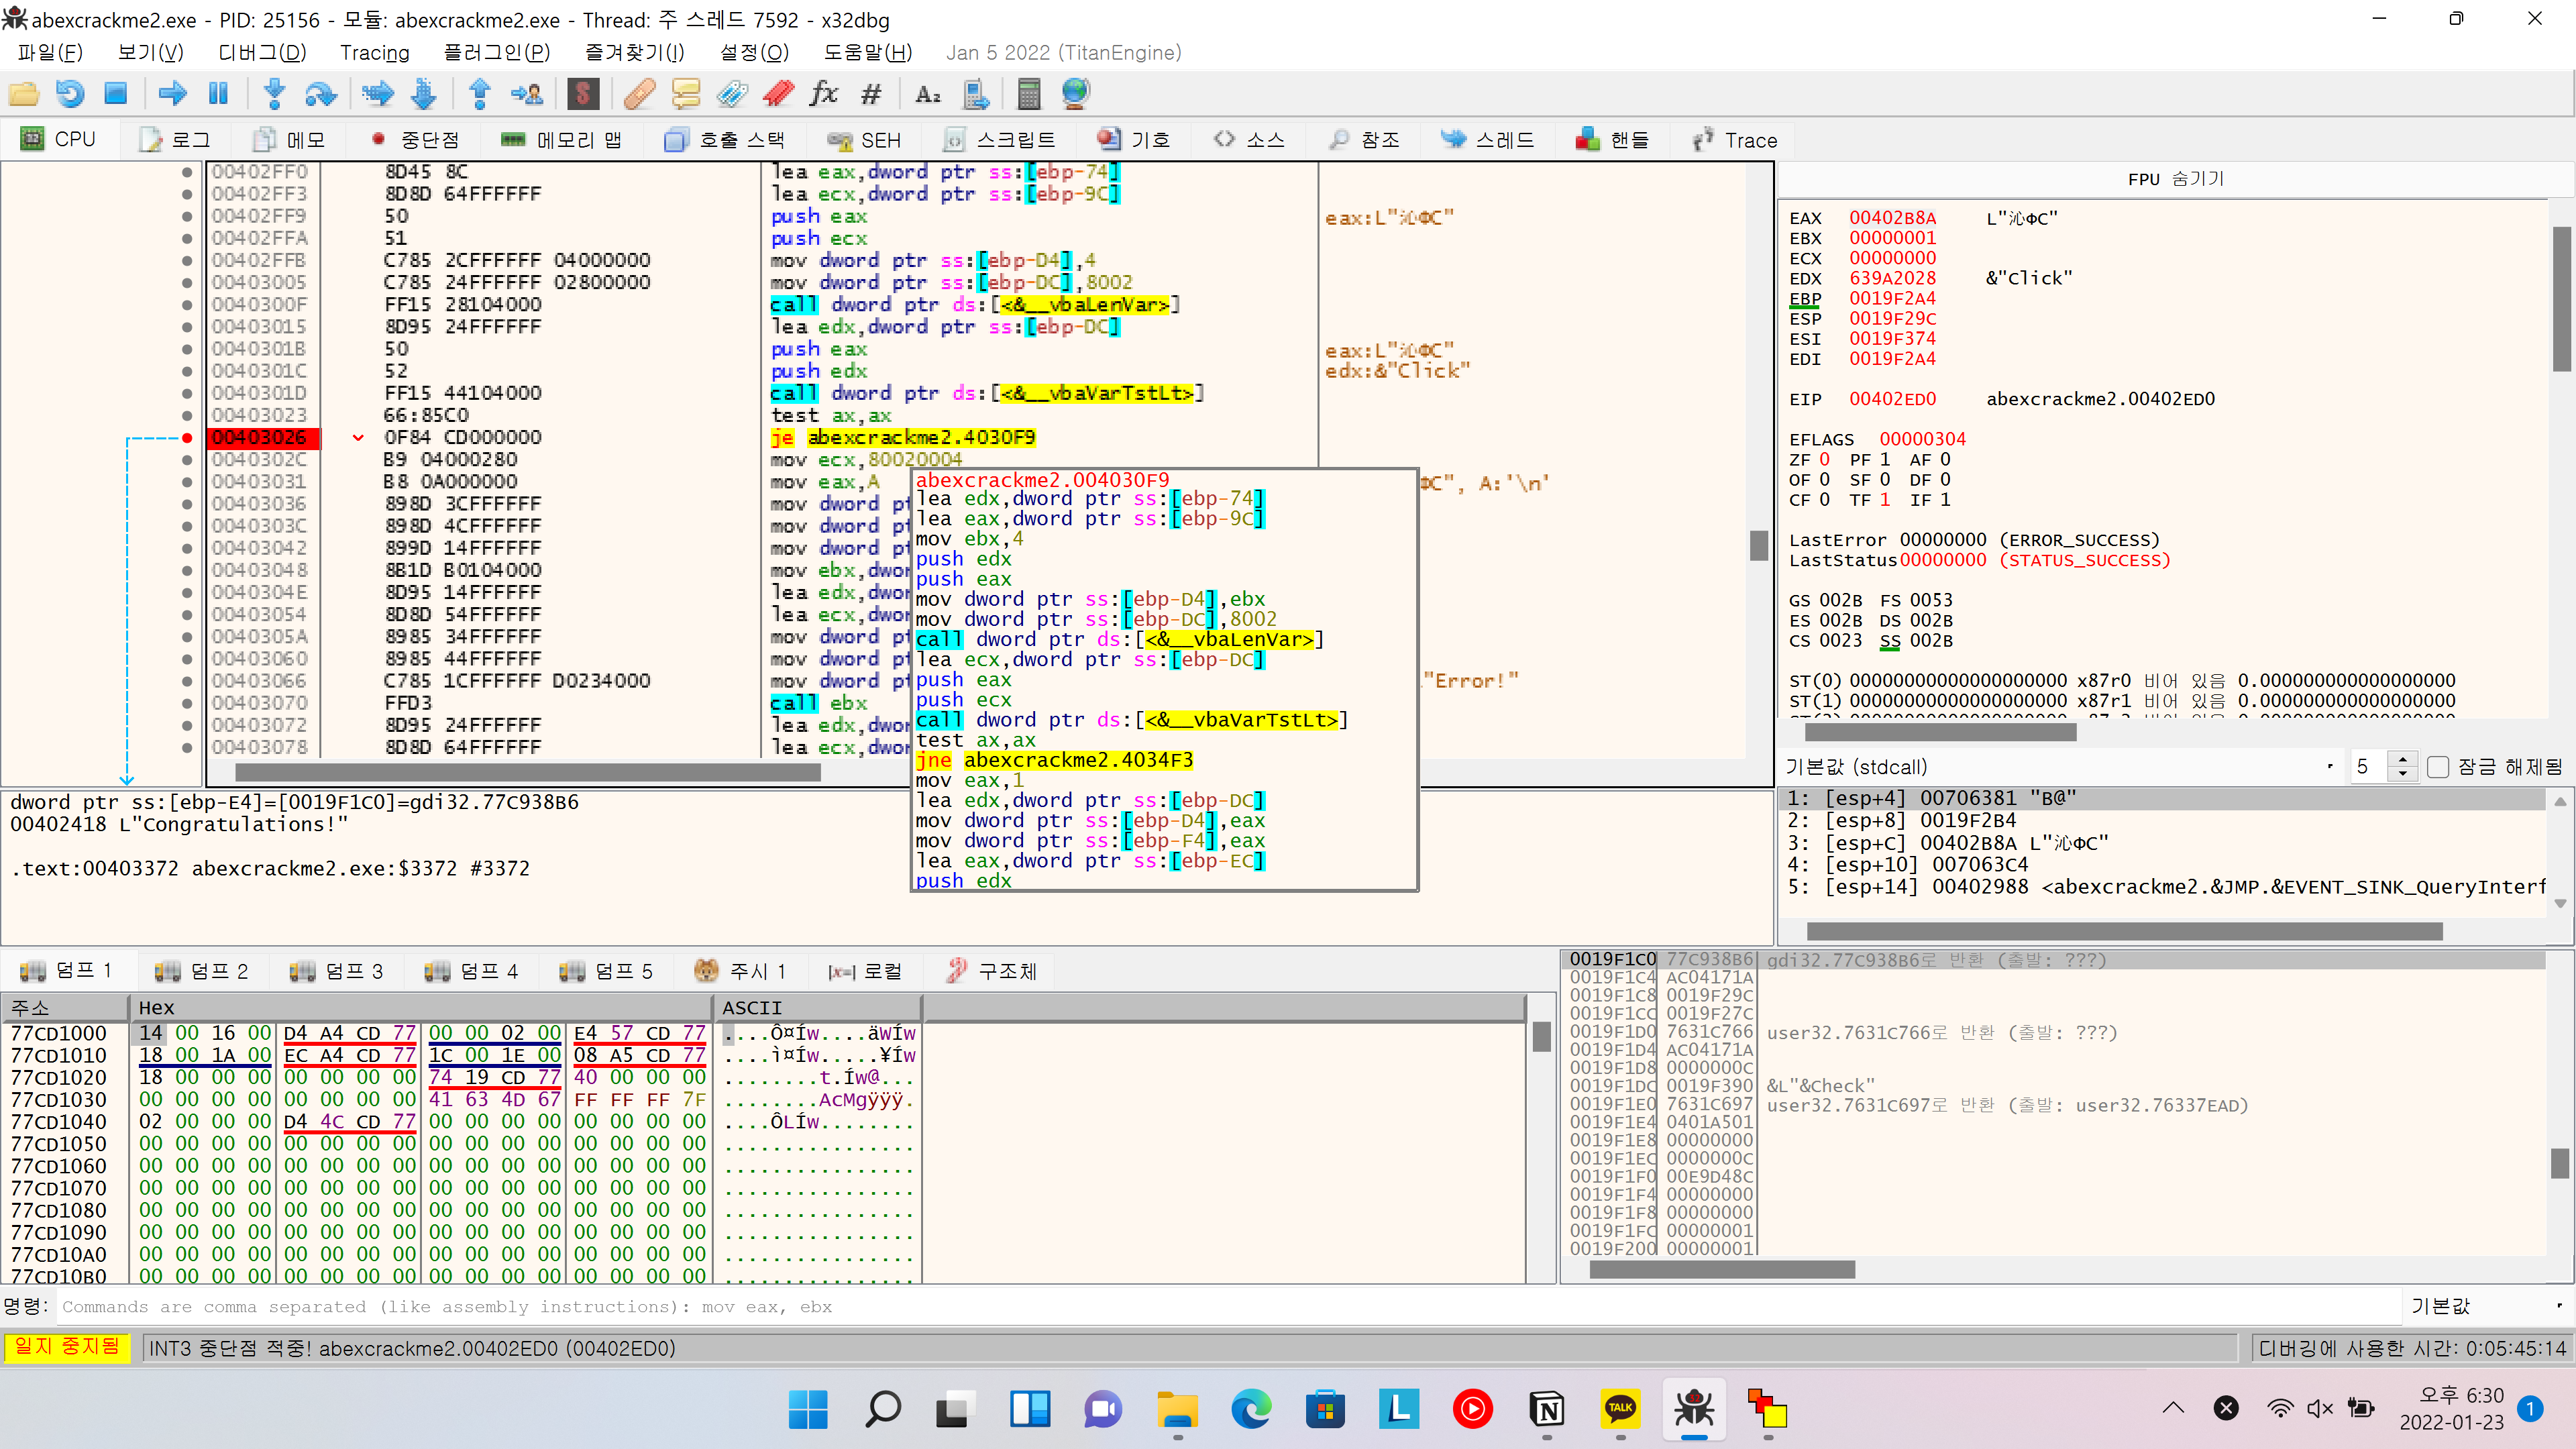 abexcrackme2.exe - PID: 25156 - 모듈: abexcrackme2.exe - Thread: 주 스레드 7592 - x32dbg
파일(F) 보기(V) 디버그(D) Tracing 플러그인(P) 즐겨찾기(I) 설정(O) 도움말(H) Jan 5 2022 (TitanEngine)
CPU 로그 메모 중단점 메모리 맵 호출 스택 SEH 스크립트 기호 소스 참조 스레드 핸들 Trace
00402FF0 8D45 8C lea eax,dword ptr ss:[ebp-74]
00402FF3 8D8D 64FFFFFF lea ecx,dword ptr ss:[ebp-9C]
00402FF9 50 push eax
00402FFA 51 push ecx
00402FFB C785 2CFFFFFF 04000000 mov dword ptr ss:[ebp-D4],4
00403005 C785 24FFFFFF 02800000 mov dword ptr ss:[ebp-DC],8002
0040300F FF15 28104000 call dword ptr ds:[<&__vbaLenVar>]
00403015 8D95 24FFFFFF lea edx,dword ptr ss:[ebp-DC]
0040301B 50 push eax
0040301C 52 push edx edx:&"Click"
0040301D FF15 44104000 call dword ptr ds:[<&__vbaVarTstLt>]
00403023 66:85C0 test ax,ax
00403026 0F84 CD000000 je abexcrackme2.4030F9
0040302C B9 04000280 mov ecx,80020004
00403031 B8 0A000000 mov eax,A A:'\n'
00403036 898D 3CFFFFFF mov dword
0040303C 898D 4CFFFFFF mov dword
00403042 899D 14FFFFFF mov dword
00403048 8B1D B0104000 mov ebx,
0040304E 8D95 14FFFFFF lea edx,
00403054 8D8D 54FFFFFF lea ecx,
0040305A 8985 34FFFFFF mov dword
00403060 8985 44FFFFFF mov dword
00403066 C785 1CFFFFFF D0234000 mov dword "Error!"
00403070 FFD3 call ebx
00403072 8D95 24FFFFFF lea edx,
00403078 8D8D 64FFFFFF lea ecx,
abexcrackme2.004030F9
lea edx,dword ptr ss:[ebp-74]
lea eax,dword ptr ss:[ebp-9C]
mov ebx,4
push edx
push eax
mov dword ptr ss:[ebp-D4],ebx
mov dword ptr ss:[ebp-DC],8002
call dword ptr ds:[<&__vbaLenVar>]
lea ecx,dword ptr ss:[ebp-DC]
push eax
push ecx
call dword ptr ds:[<&__vbaVarTstLt>]
test ax,ax
jne abexcrackme2.4034F3
mov eax,1
lea edx,dword ptr ss:[ebp-DC]
mov dword ptr ss:[ebp-D4],eax
mov dword ptr ss:[ebp-F4],eax
lea eax,dword ptr ss:[ebp-EC]
push edx
FPU 숨기기
EAX 00402B8A L"沁ΦC"
EBX 00000001
ECX 00000000
EDX 639A2028 &"Click"
EBP 0019F2A4
ESP 0019F29C
ESI 0019F374
EDI 0019F2A4
EIP 00402ED0 abexcrackme2.00402ED0
EFLAGS 00000304
ZF 0 PF 1 AF 0
OF 0 SF 0 DF 0
CF 0 TF 1 IF 1
LastError 00000000 (ERROR_SUCCESS)
LastStatus 00000000 (STATUS_SUCCESS)
GS 002B FS 0053
ES 002B DS 002B
CS 0023 SS 002B
ST(0) 00000000000000000000 x87r0 비어 있음 0.000000000000000000
ST(1) 00000000000000000000 x87r1 비어 있음 0.000000000000000000
기본값 (stdcall) 5 잠금 해제됨
1: [esp+4] 00706381 "B@"
2: [esp+8] 0019F2B4
3: [esp+C] 00402B8A L"沁ΦC"
4: [esp+10] 007063C4
5: [esp+14] 00402988 <abexcrackme2.&JMP.&EVENT_SINK_QueryInterf
dword ptr ss:[ebp-E4]=[0019F1C0]=gdi32.77C938B6
00402418 L"Congratulations!"
.text:00403372 abexcrackme2.exe:$3372 #3372
덤프 1 덤프 2 덤프 3 덤프 4 덤프 5 주시 1 [x=] 로컬 구조체
주소 Hex ASCII
77CD1000 14 00 16 00 D4 A4 CD 77 00 00 02 00 E4 57 CD 77 ....Ô¤Íw....äWÍw
77CD1010 18 00 1A 00 EC A4 CD 77 1C 00 1E 00 08 A5 CD 77 ....ì¤Íw.....¥Íw
77CD1020 18 00 00 00 00 00 00 00 74 19 CD 77 40 00 00 00 ........t.Íw@...
77CD1030 00 00 00 00 00 00 00 00 41 63 4D 67 FF FF FF 7F ........AcMgÿÿÿ.
77CD1040 02 00 00 00 D4 4C CD 77 00 00 00 00 00 00 00 00 ....ÔLÍw........
77CD1050 00 00 00 00 00 00 00 00 00 00 00 00 00 00 00 00 ................
77CD1060 00 00 00 00 00 00 00 00 00 00 00 00 00 00 00 00 ................
77CD1070 00 00 00 00 00 00 00 00 00 00 00 00 00 00 00 00 ................
77CD1080 00 00 00 00 00 00 00 00 00 00 00 00 00 00 00 00 ................
77CD1090 00 00 00 00 00 00 00 00 00 00 00 00 00 00 00 00 ................
77CD10A0 00 00 00 00 00 00 00 00 00 00 00 00 00 00 00 00 ................
77CD10B0 00 00 00 00 00 00 00 00 00 00 00 00 00 00 00 00 ................
0019F1C0 77C938B6 gdi32.77C938B6로 반환 (출발: ???)
0019F1C4 AC04171A
0019F1C8 0019F29C
0019F1CC 0019F27C
0019F1D0 7631C766 user32.7631C766로 반환 (출발: ???)
0019F1D4 AC04171A
0019F1D8 0000000C
0019F1DC 0019F390 &L"&Check"
0019F1E0 7631C697 user32.7631C697로 반환 (출발: user32.76337EAD)
0019F1E4 0401A501
0019F1E8 00000000
0019F1EC 0000000C
0019F1F0 00E9D48C
0019F1F4 00000000
0019F1F8 00000000
0019F1FC 00000001
0019F200 00000001
명령: Commands are comma separated (like assembly instructions): mov eax, ebx 기본값
일지 중지됨 INT3 중단점 적중! abexcrackme2.00402ED0 (00402ED0) 디버깅에 사용한 시간: 0:05:45:14
TALK
오후 6:30
2022-01-23
1